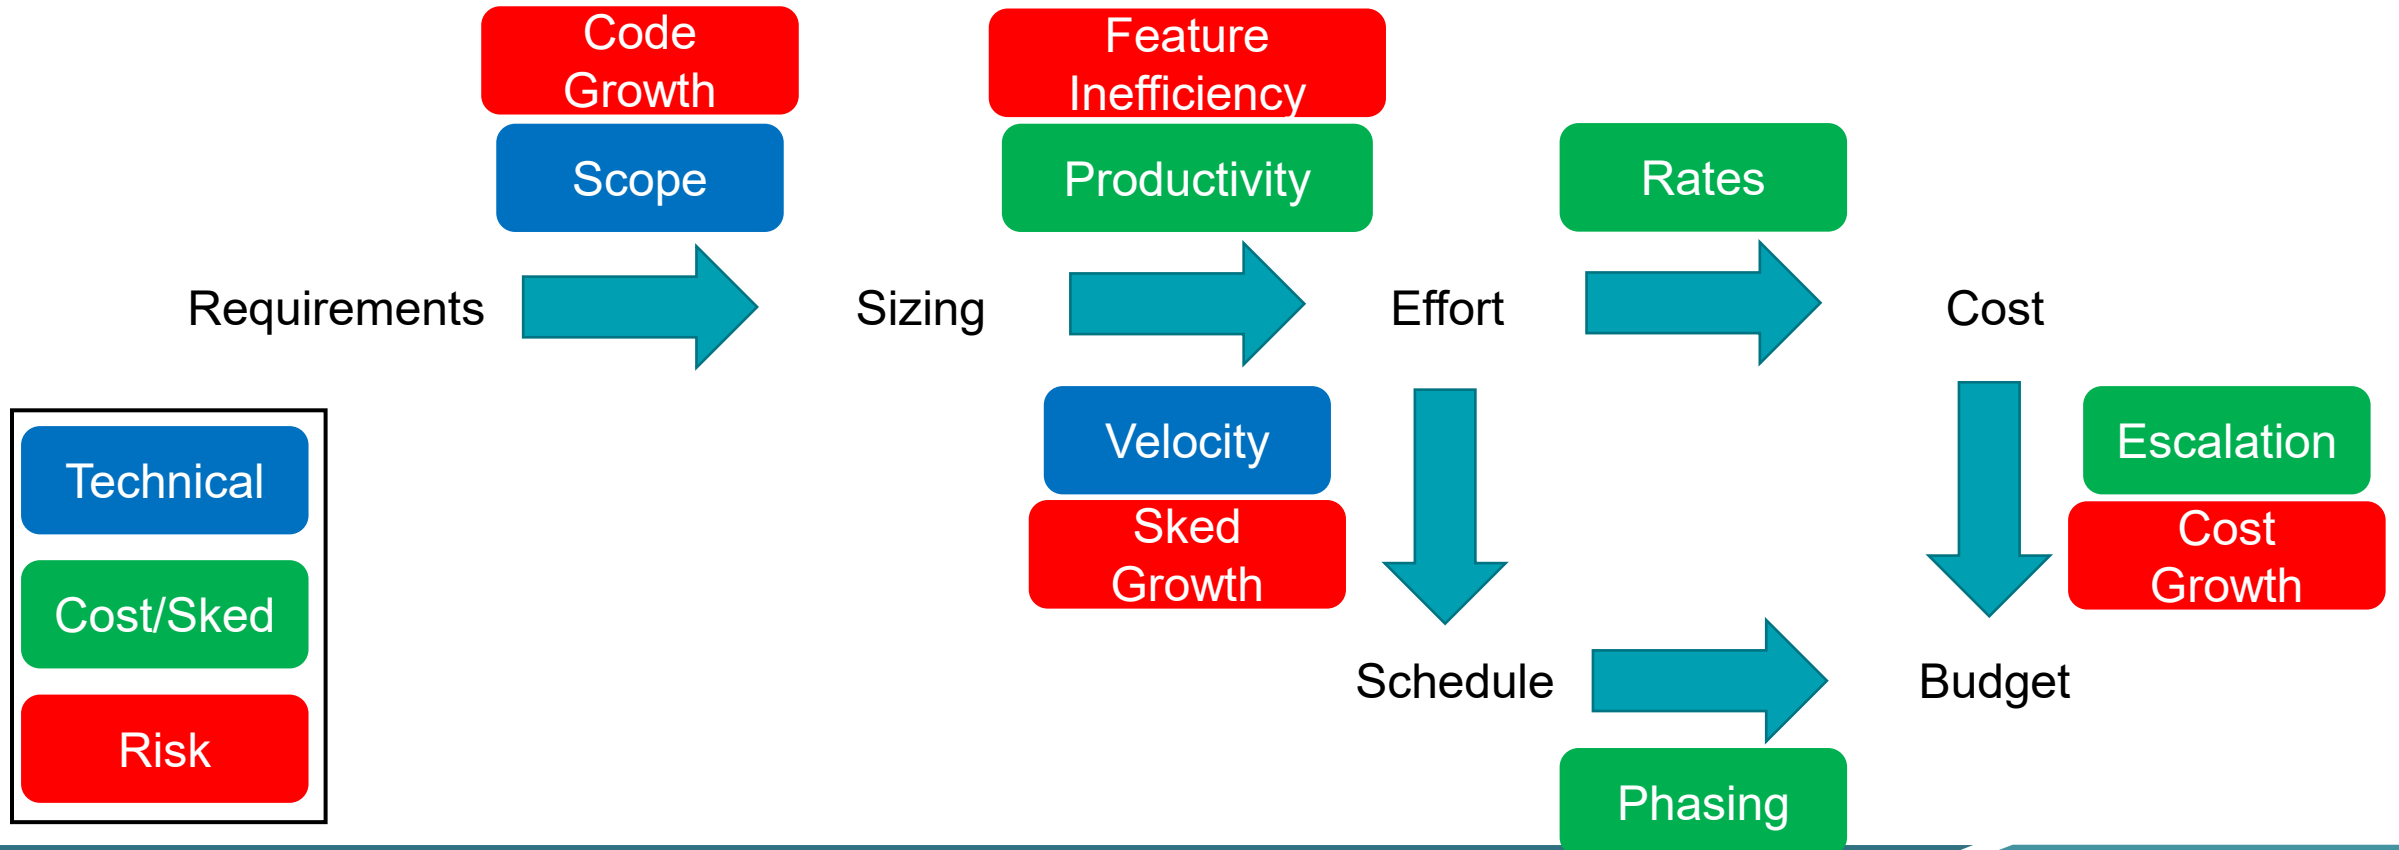 Code
Growth
Feature
Inefficiency
Scope
Productivity
Rates
Requirements
Sizing
Effort
Cost
Technical
Cost/Sked
Risk
Velocity
Sked
Growth
Escalation
Cost
Growth
Schedule
Budget
Phasing